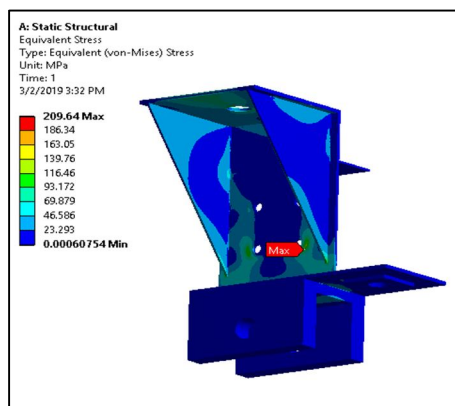 A: Static Structural
Equivalent Stress
Type: Equivalent (von-Mises) Stress
Unit: MPa
Time: 1
3/2/2019 3:32 PM
209.64 Max
186.34
163.05
139.76
116.46
93.172
69.879
46.586
23.293
0.00060754 Min
Max